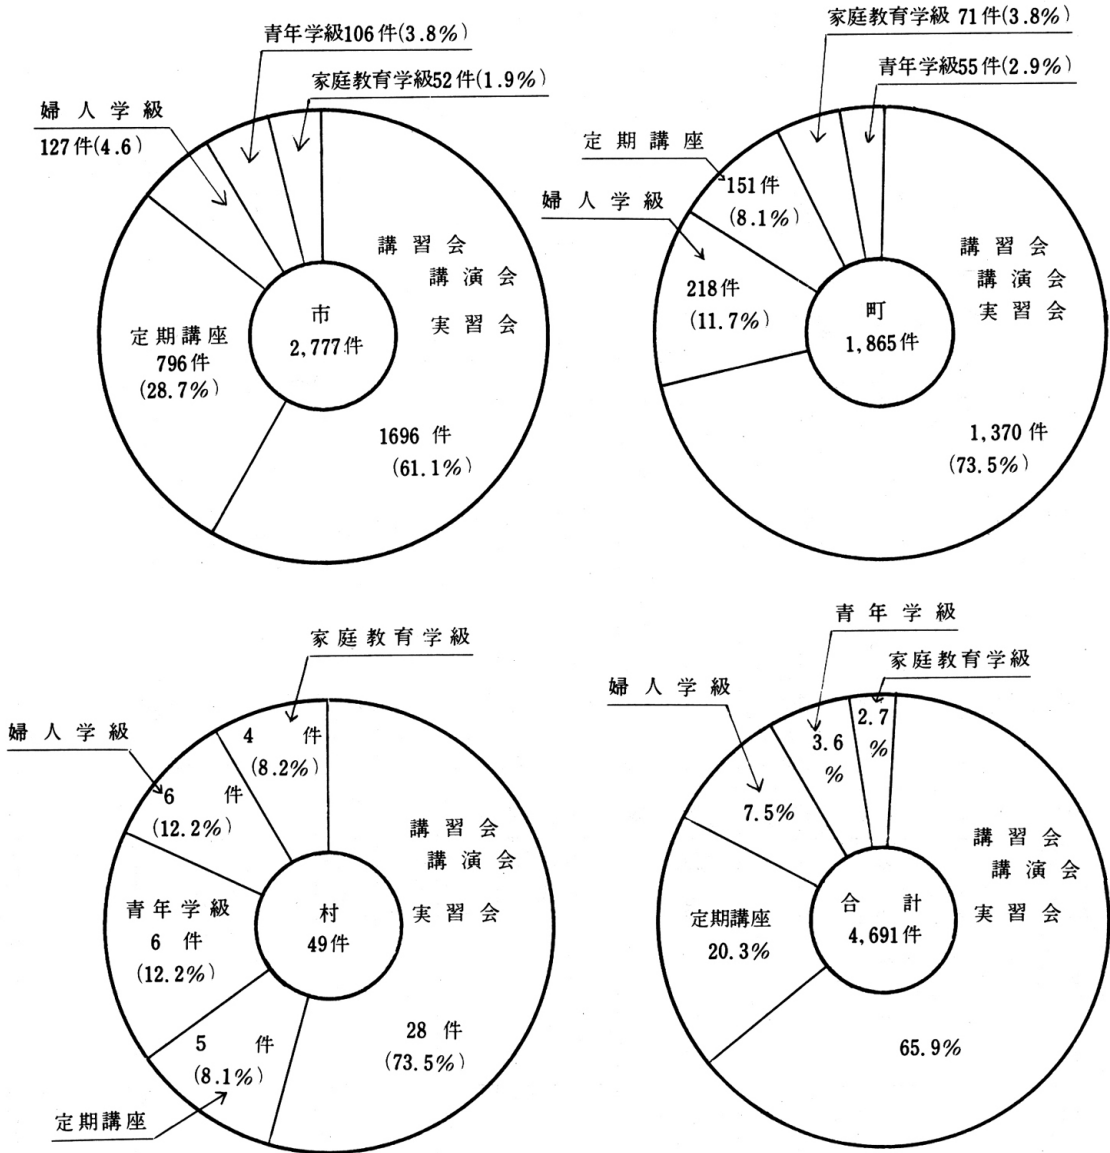 青年学級106件(3.8%)
家庭教育学級52件(1.9%)
婦人学級
127件(4.6)
講習会
講演会
実習会
市
2,777件
定期講座
796件
(28.7%)
1696件
(61.1%)
家庭教育学級 71件(3.8%)
青年学級55件(2.9%)
定期講座
151件
(8.1%)
婦人学級
218件
(11.7%)
講習会
講演会
実習会
町
1,865件
1,370件
(73.5%)
家庭教育学級
4件
(8.2%)
婦人学級
6件
(12.2%)
講習会
講演会
実習会
青年学級
6件
(12.2%)
村
49件
28件
(73.5%)
5件
(8.1%)
定期講座
青年学級
家庭教育学級
婦人学級
2.7
%
3.6
%
7.5%
講習会
講演会
実習会
定期講座
20.3%
合計
4,691件
65.9%